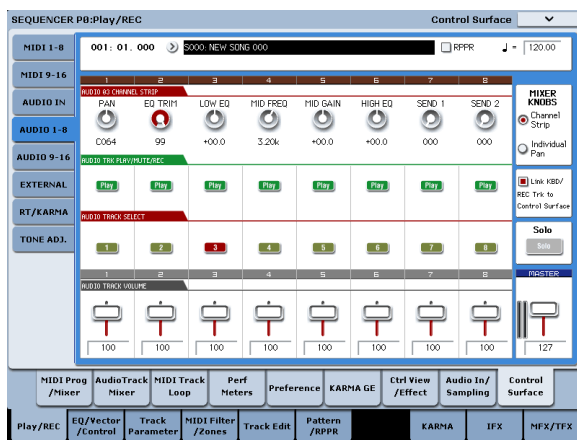 SEQUENCER P0:Play/REC Control Surface
001: 01. 000 S000: NEW SONG 000 RPPR ♩ = 120.00
MIDI 1-8
MIDI 9-16
AUDIO IN
AUDIO 1-8
AUDIO 9-16
EXTERNAL
RT/KARMA
TONE ADJ.
1 2 3 4 5 6 7 8
AUDIO 03 CHANNEL STRIP
PAN EQ TRIM LOW EQ MID FREQ MID GAIN HIGH EQ SEND 1 SEND 2
C064 99 +00.0 3.20k +00.0 +00.0 000 000
AUDIO TRK PLAY/MUTE/REC
Play Play Play Play Play Play Play Play
AUDIO TRACK SELECT
1 2 3 4 5 6 7 8
1 2 3 4 5 6 7 8
AUDIO TRACK VOLUME
100 100 100 100 100 100 100 100
MIXER
KNOBS
Channel
Strip
Individual
Pan
Link KBD/
REC Trk to
Control Surface
Solo
Solo
MASTER
127
MIDI Prog
/Mixer
AudioTrack
Mixer
MIDI Track
Loop
Perf
Meters
Preference
KARMA GE
Ctrl View
/Effect
Audio In/
Sampling
Control
Surface
Play/REC
EQ/Vector
/Control
Track
Parameter
MIDI Filter
/Zones
Track Edit
Pattern
/RPPR
KARMA
IFX
MFX/TFX